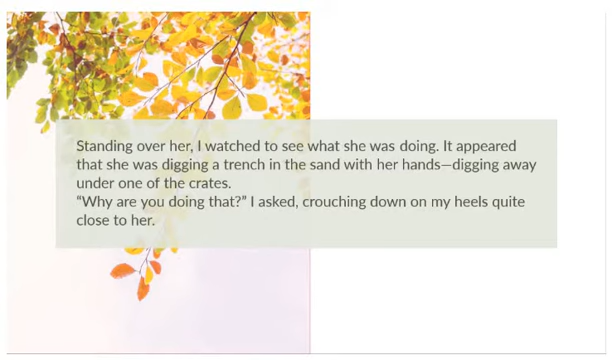 Standing over her, I watched to see what she was doing. It appeared
that she was digging a trench in the sand with her hands—digging away
under one of the crates.
“Why are you doing that?” I asked, crouching down on my heels quite
close to her.